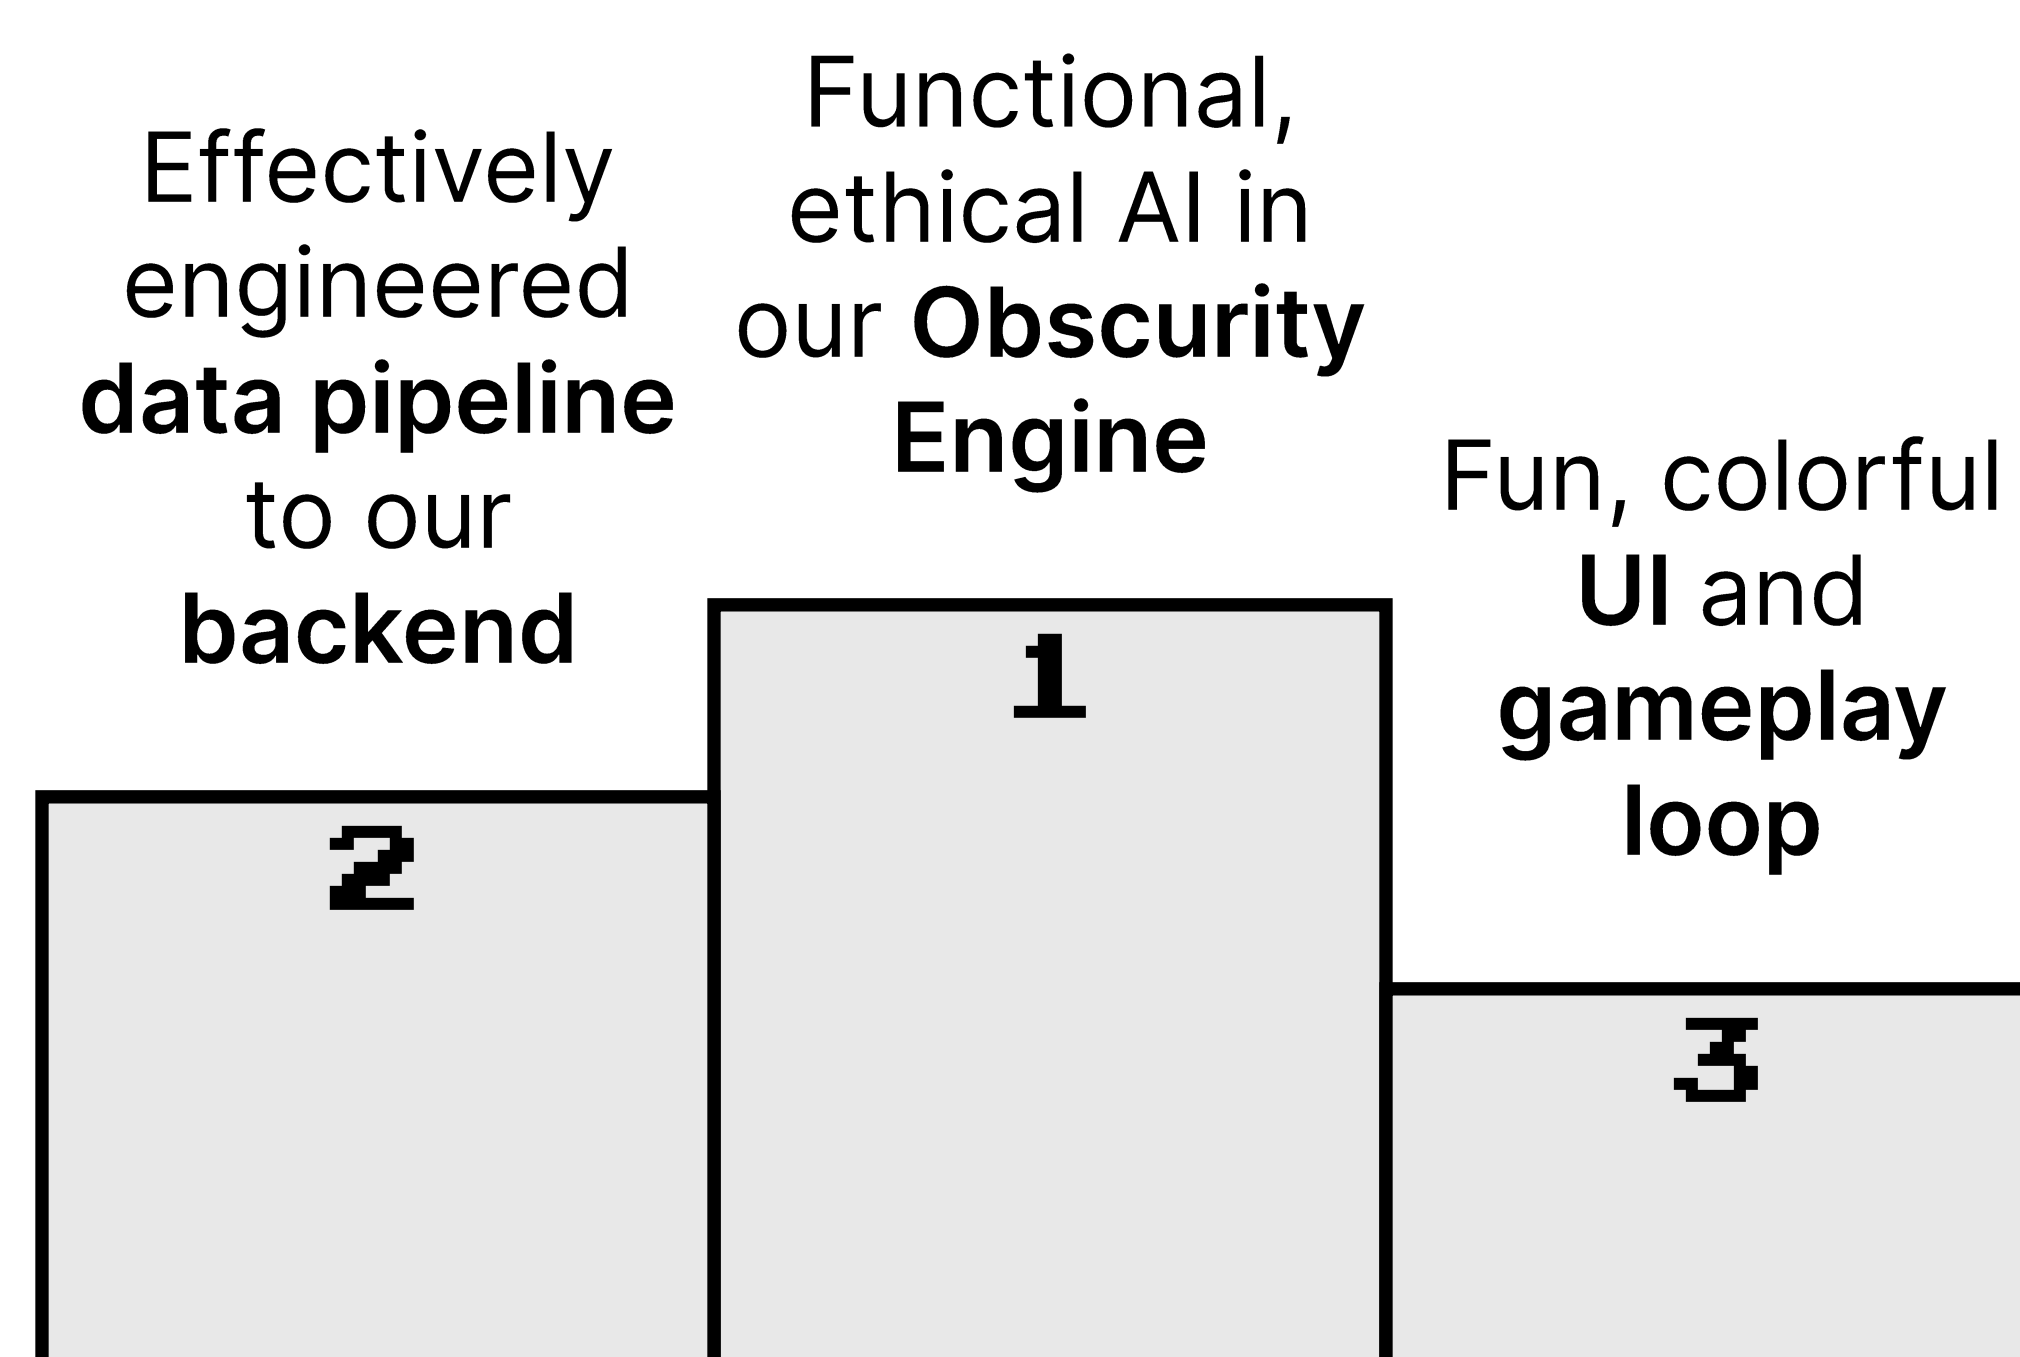 Effectively
engineered
data pipeline
to our
backend
2
Functional,
ethical AI in
our Obscurity
Engine
1
Fun, colorful
UI and
gameplay
loop
3